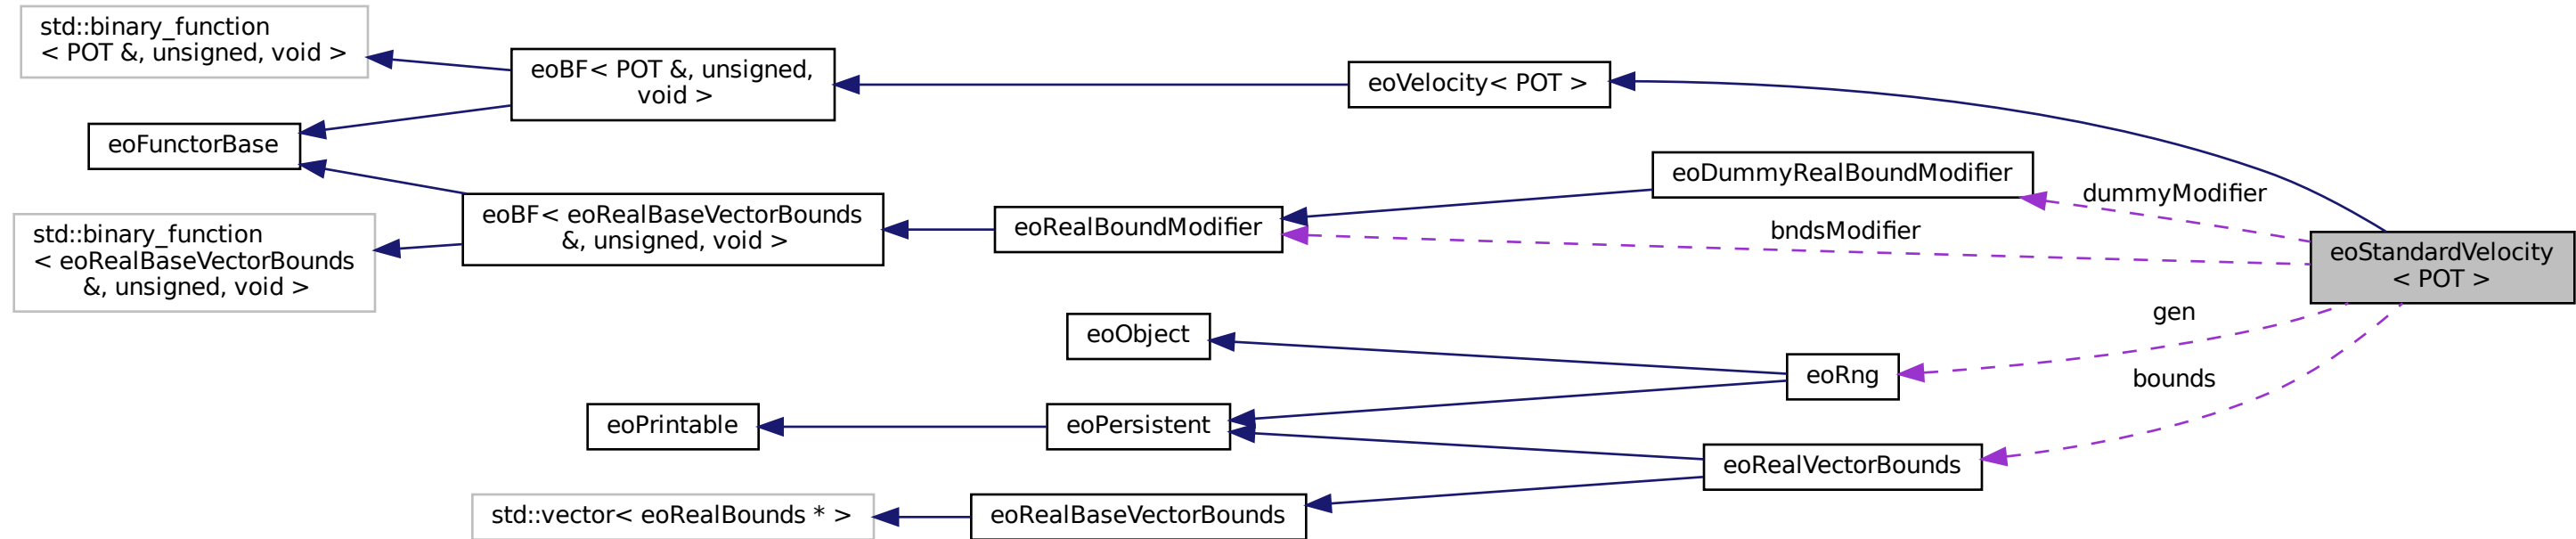 std::binary_function
< POT &, unsigned, void >
eoBF< POT &, unsigned,
void >
eoVelocity< POT >
eoFunctorBase
eoDummyRealBoundModifier
dummyModifier
eoBF< eoRealBaseVectorBounds
&, unsigned, void >
eoRealBoundModifier
bndsModifier
std::binary_function
< eoRealBaseVectorBounds
&, unsigned, void >
eoStandardVelocity
< POT >
eoObject
gen
eoRng
bounds
eoPrintable
eoPersistent
eoRealVectorBounds
std::vector< eoRealBounds * >
eoRealBaseVectorBounds